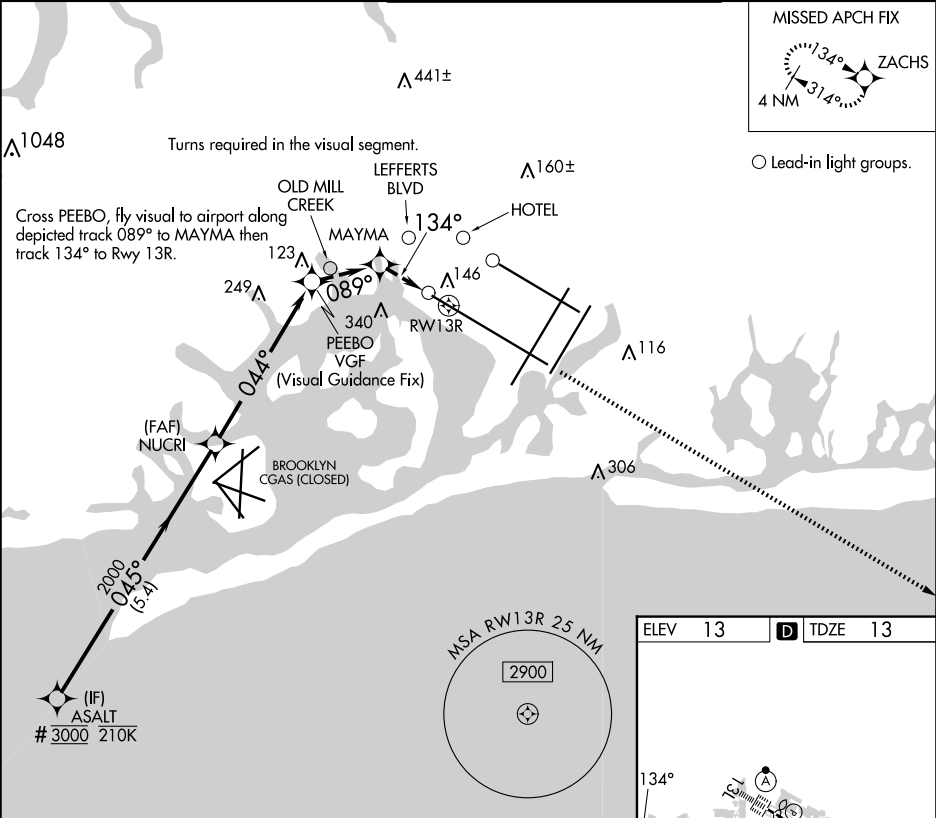 MISSED APCH FIX
134°
ZACHS
4 NM
314°
441±
1048
Turns required in the visual segment.
160±
Lead-in light groups.
LEFFERTS
BLVD
OLD MILL
CREEK
HOTEL
134°
Cross PEEBO, fly visual to airport along
depicted track 089° to MAYMA then
track 134° to Rwy 13R.
MAYMA
123
249
089°
146
340
RW13R
PEEBO
VGF
(Visual Guidance Fix)
116
044°
(FAF)
NUCRI
BROOKLYN
CGAS (CLOSED)
306
2000
045°
(5.4)
(IF)
ASALT
# 3000 210K
MSA RW13R 25 NM
2900
ELEV 13 D TDZE 13
134°
13L
A
P